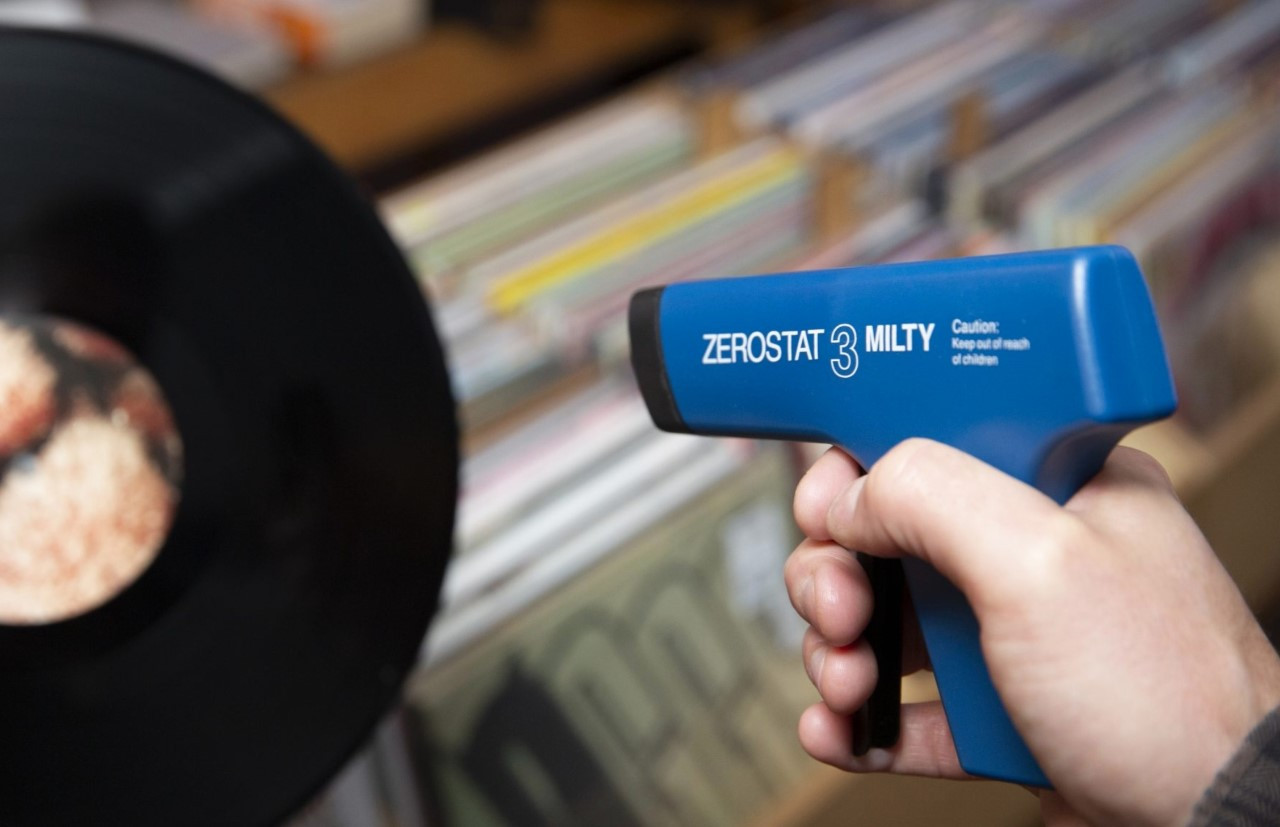 ZEROSTAT 3 MILTY
Caution:
Keep out of reach
of children